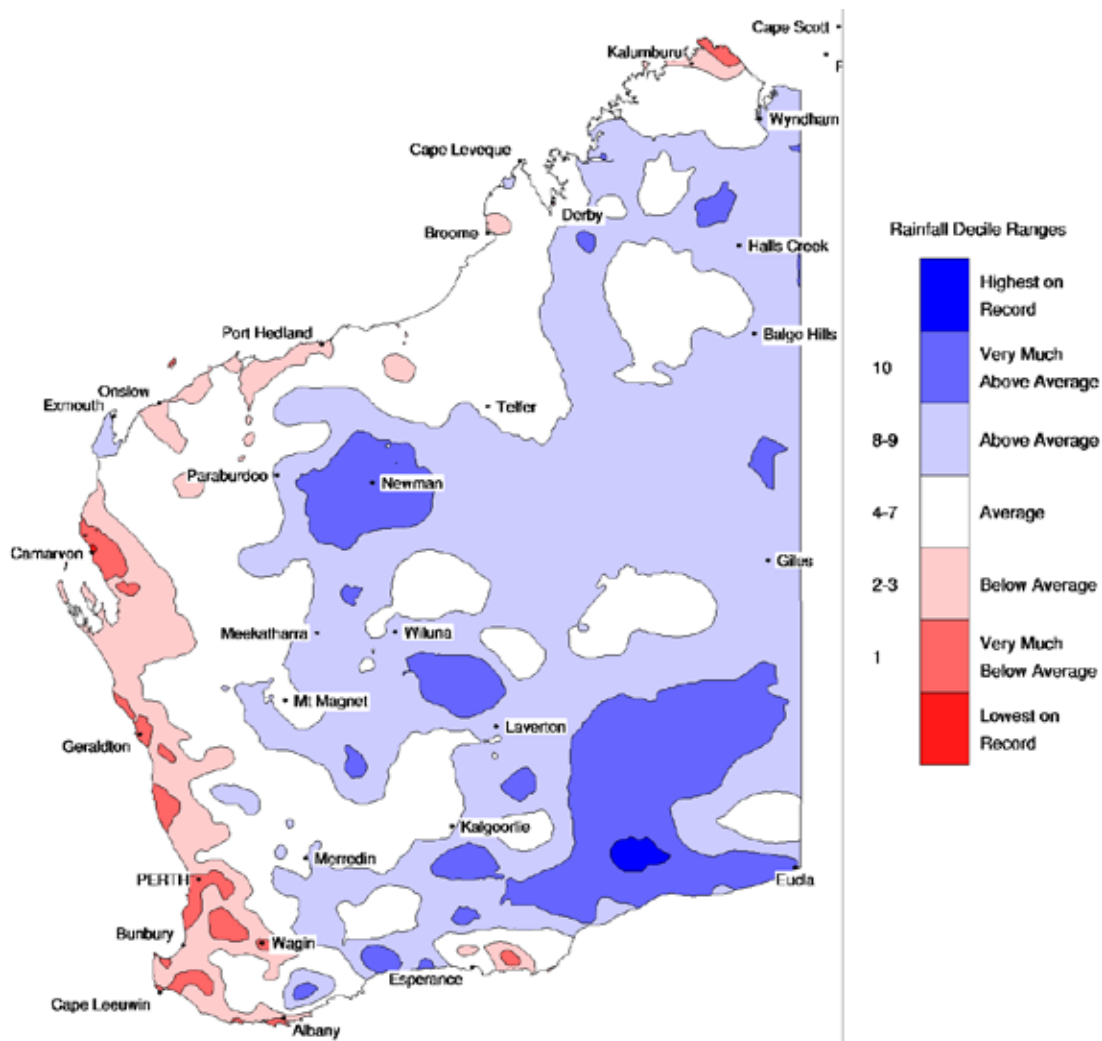 Cape Scott
Kalumburu
F
Wyndham
Cape Leveque
Derby
Broome
Halls Creek
Port Hedland
Balgo Hills
Onslow
Exmouth
Telfer
Paraburdoo
Newman
Carnarvon
Giles
Meekatharra
Wiluna
Mt Magnet
Laverton
Geraldton
Kalgoorlie
Merredin
PERTH
Eucla
Bunbury
Wagin
Esperance
Cape Leeuwin
Albany
Rainfall Decile Ranges
Highest on
Record
10
Very Much
Above Average
8-9
Above Average
4-7
Average
2-3
Below Average
1
Very Much
Below Average
Lowest on
Record